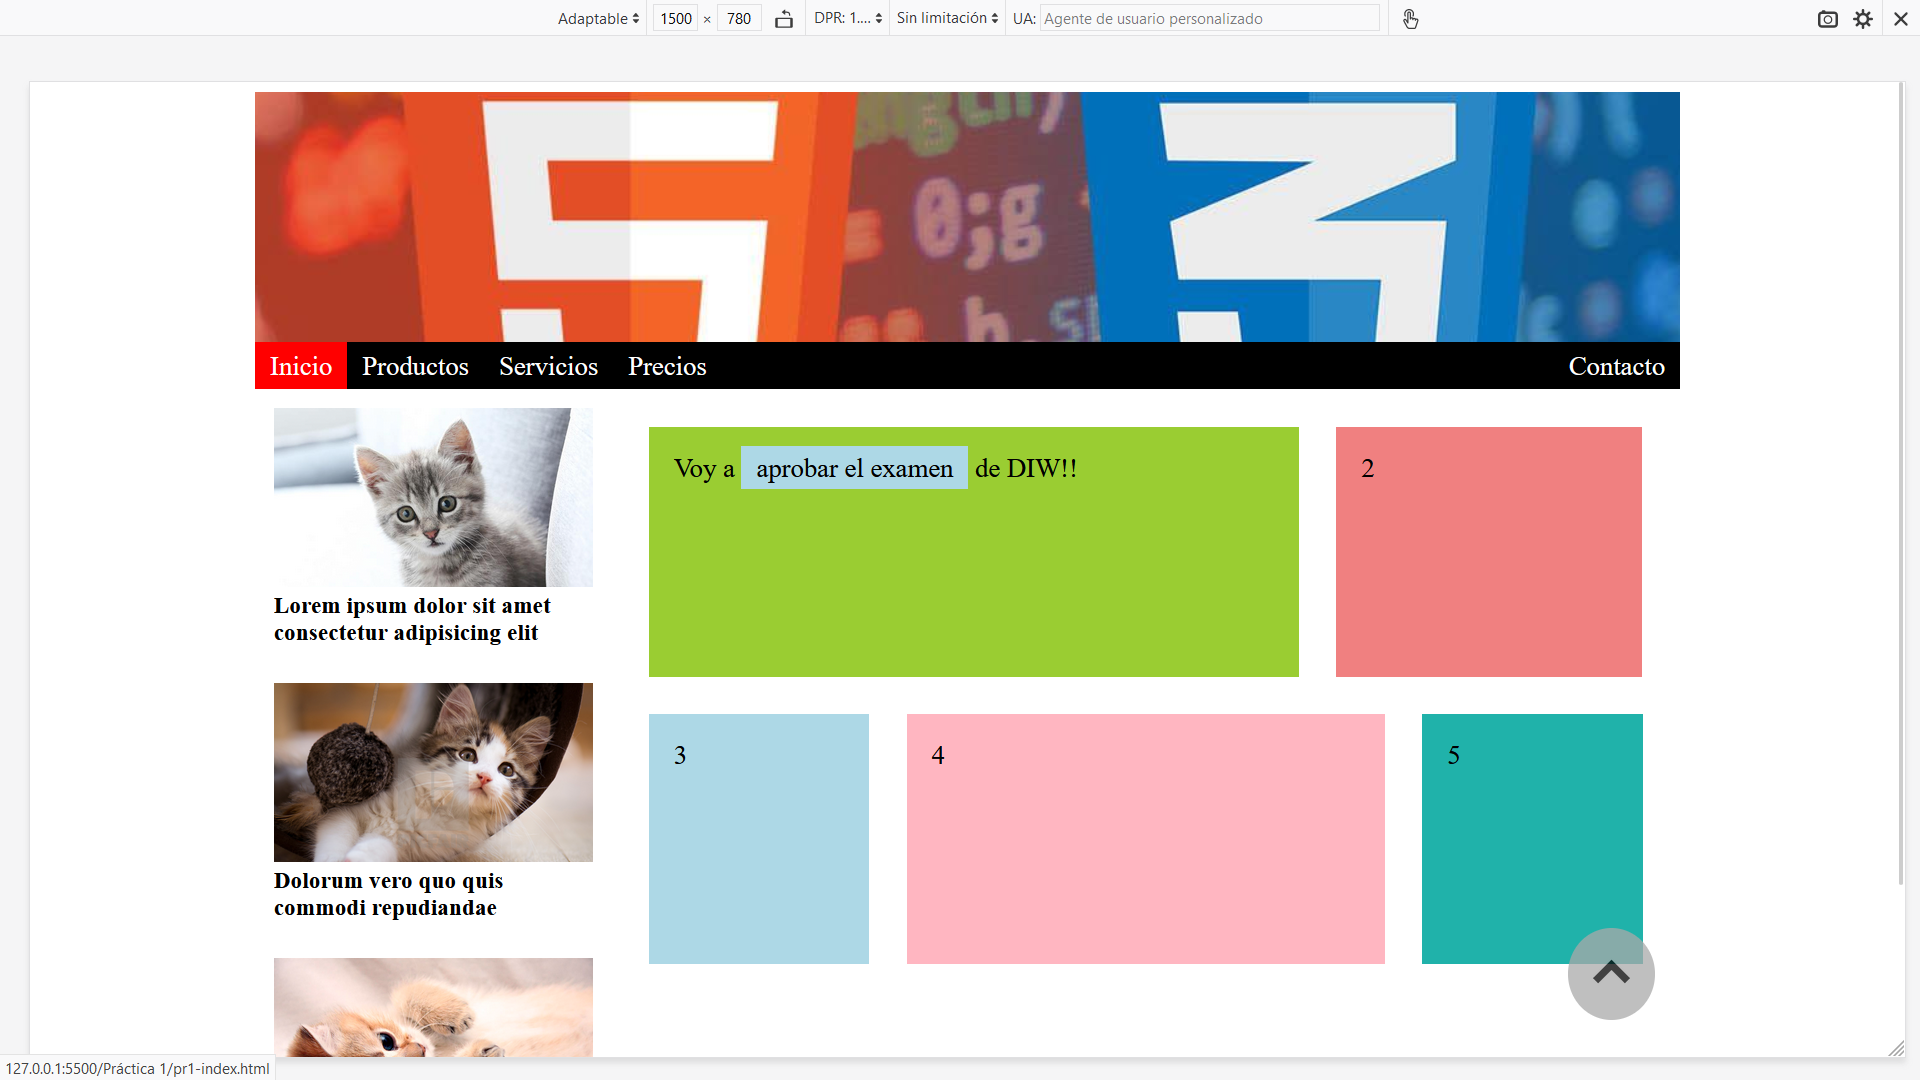 Adaptable 1500 × 780 DPR: 1.... Sin limitación UA: Agente de usuario personalizado
0;g
Inicio Productos Servicios Precios Contacto
Lorem ipsum dolor sit amet
consectetur adipisicing elit
Dolorum vero quo quis
commodi repudiandae
Voy a aprobar el examen de DIW!!
2
3
4
5
127.0.0.1:5500/Práctica 1/pr1-index.html